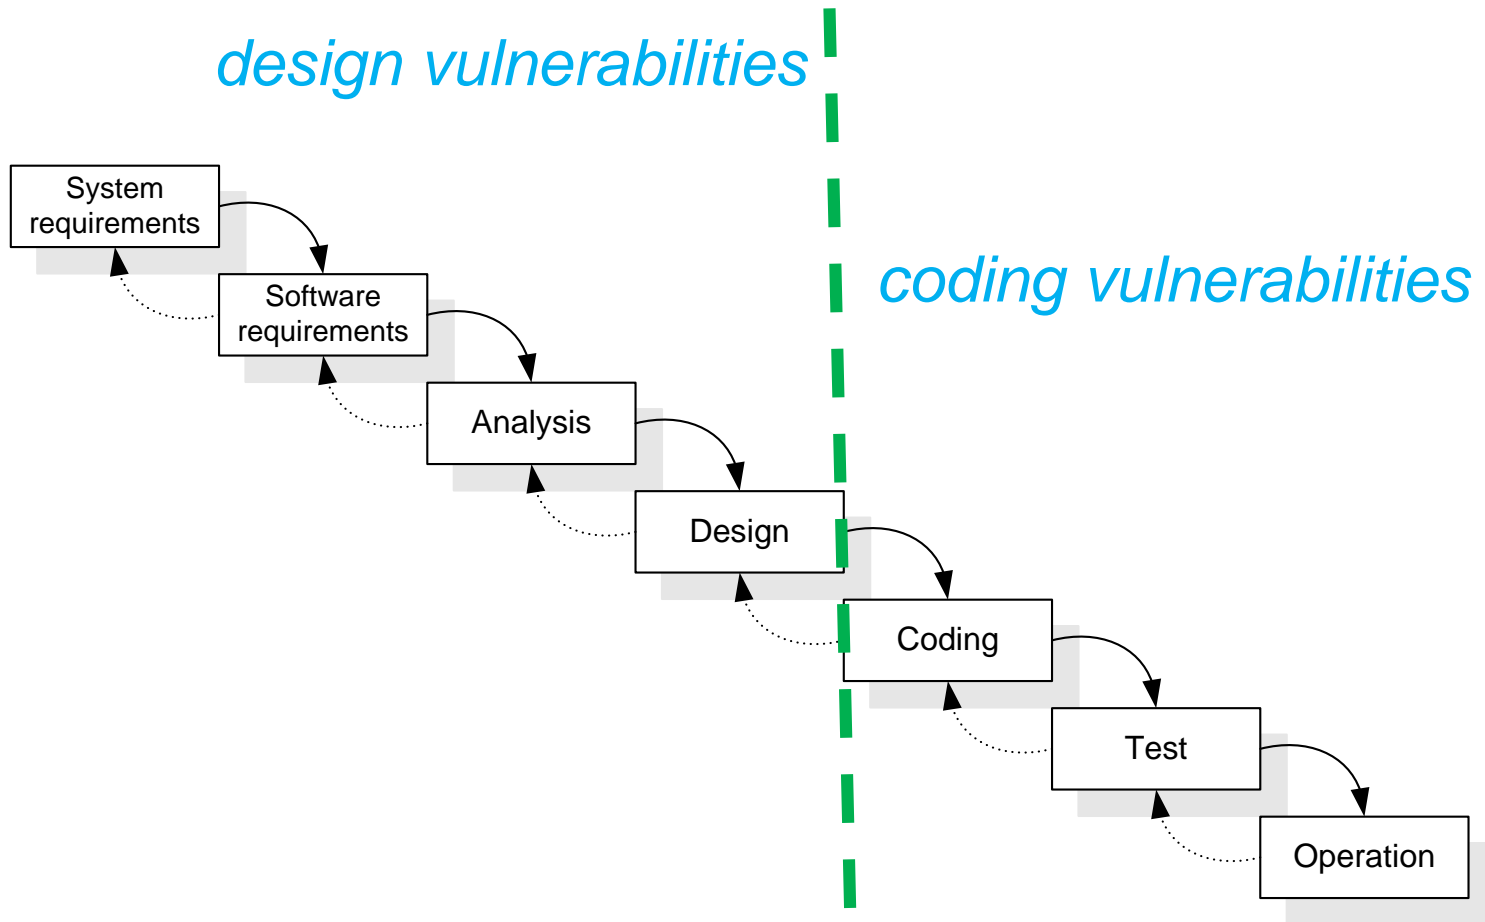 design vulnerabilities
System
requirements
coding vulnerabilities
Software
requirements
Analysis
Design
Coding
Test
Operation